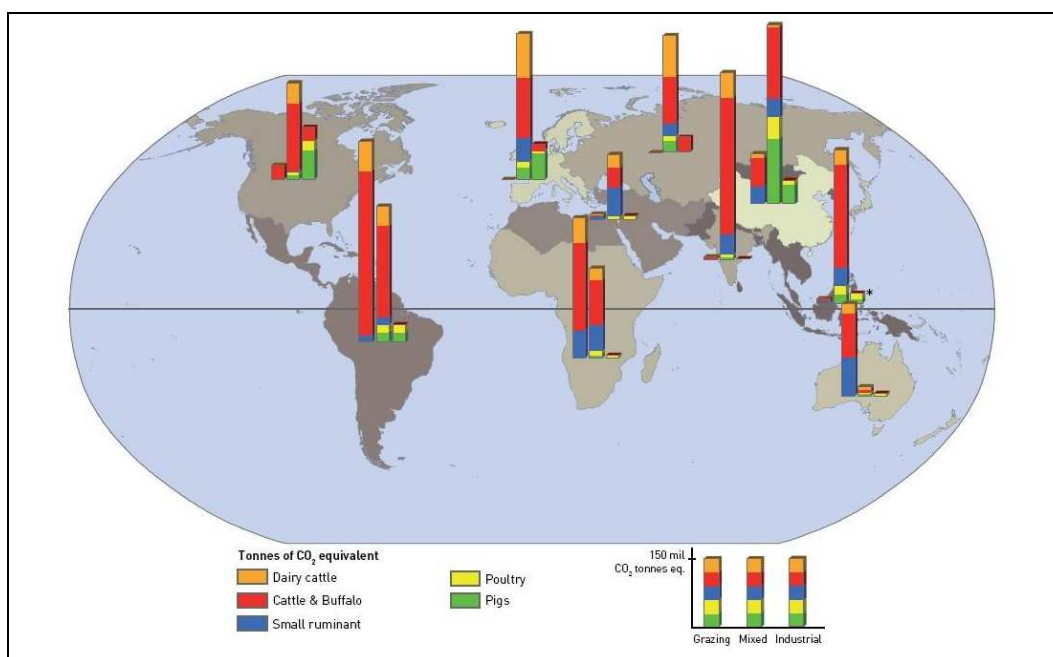 *
Tonnes of CO₂ equivalent
Dairy cattle
Cattle & Buffalo
Small ruminant
Poultry
Pigs
150 mil
CO₂ tonnes eq.
Grazing Mixed Industrial